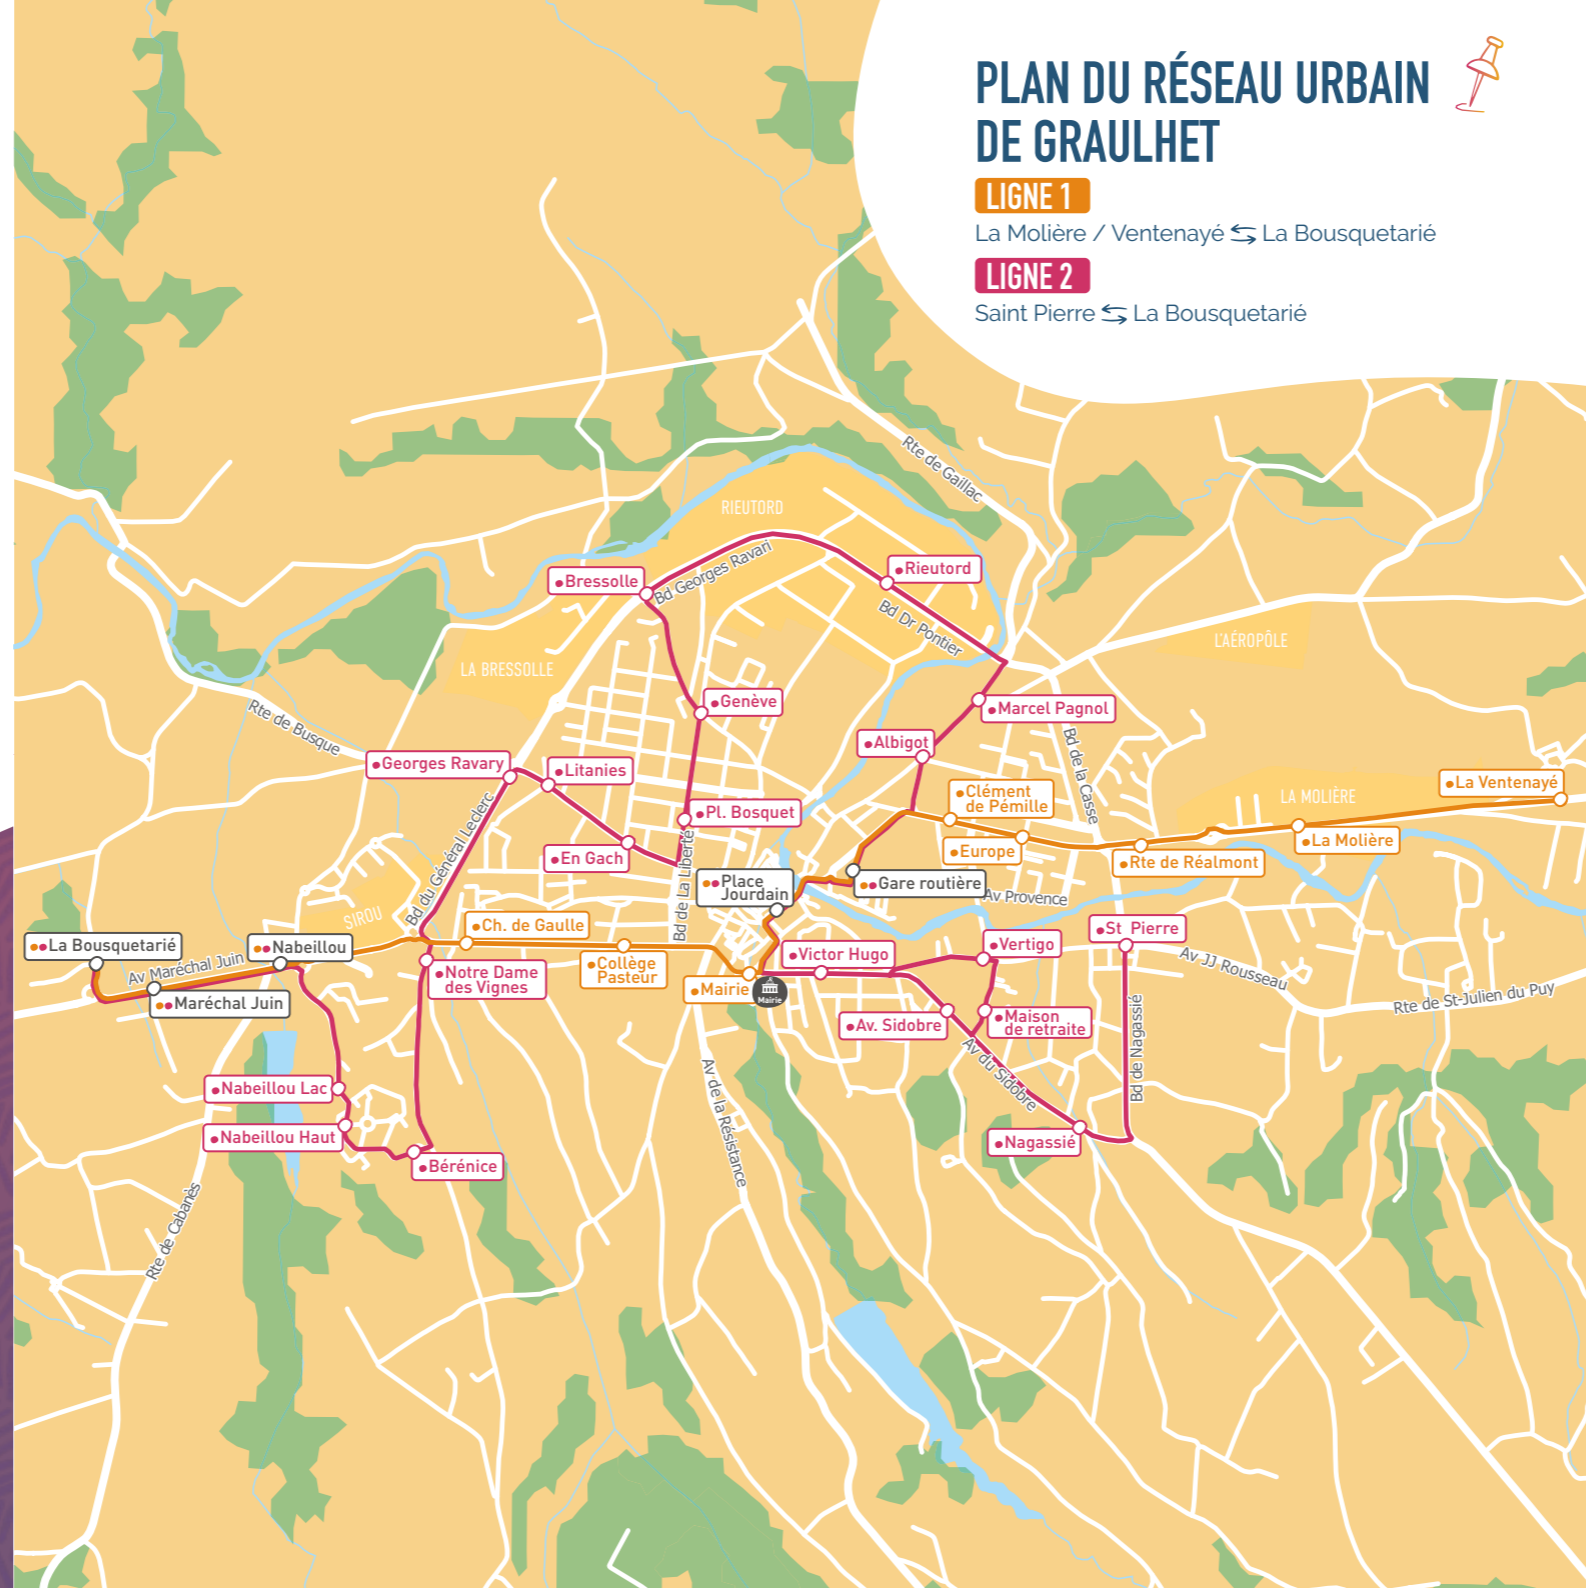 PLAN DU RÉSEAU URBAIN
DE GRAULHET
LIGNE 1
La Molière / Ventenayé ⇆ La Bousquetarié
LIGNE 2
Saint Pierre ⇆ La Bousquetarié
Rte de Gaillac
RIEUTORD
Bd Georges Ravari
Bressolle
Rieutord
Bd Dr Pontier
L'AÉROPÔLE
LA BRESSOLLE
Genève
Marcel Pagnol
Rte de Busque
Albigot
Bd de la Casse
Georges Ravary
Litanies
La Ventenayé
Clément
de Pémille
LA MOLIÈRE
Pl. Bosquet
Bd du Général Leclerc
En Gach
Bd de La Liberté
Europe
La Molière
Rte de Réalmont
Place
Jourdain
Gare routière
Av Provence
SIROU
Ch. de Gaulle
St Pierre
La Bousquetarié
Nabeillou
Av Maréchal Juin
Vertigo
Victor Hugo
Collège
Pasteur
Notre Dame
des Vignes
Mairie
Mairie
Av JJ Rousseau
Rte de St-Julien du Puy
Maréchal Juin
Av. Sidobre
Maison
de retraite
Bd de Nagassié
Av du Sidobre
Nabeillou Lac
Av de la Résistance
Nabeillou Haut
Nagassié
Bérénice
Rte de Cabanès